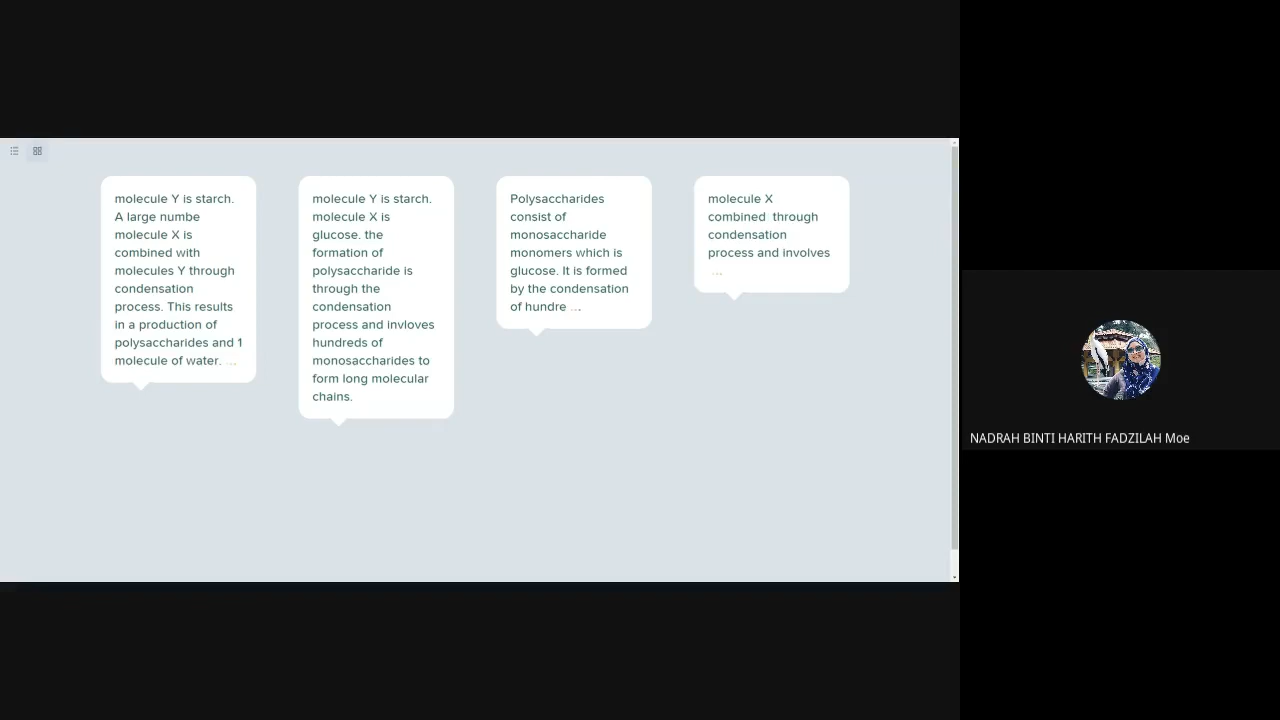 molecule Y is starch.
A large numbe
molecule X is
combined with
molecules Y through
condensation
process. This results
in a production of
polysaccharides and 1
molecule of water. ...
molecule Y is starch.
molecule X is
glucose. the
formation of
polysaccharide is
through the
condensation
process and invloves
hundreds of
monosaccharides to
form long molecular
chains.
Polysaccharides
consist of
monosaccharide
monomers which is
glucose. It is formed
by the condensation
of hundre ...
molecule X
combined through
condensation
process and involves
...
NADRAH BINTI HARITH FADZILAH Moe